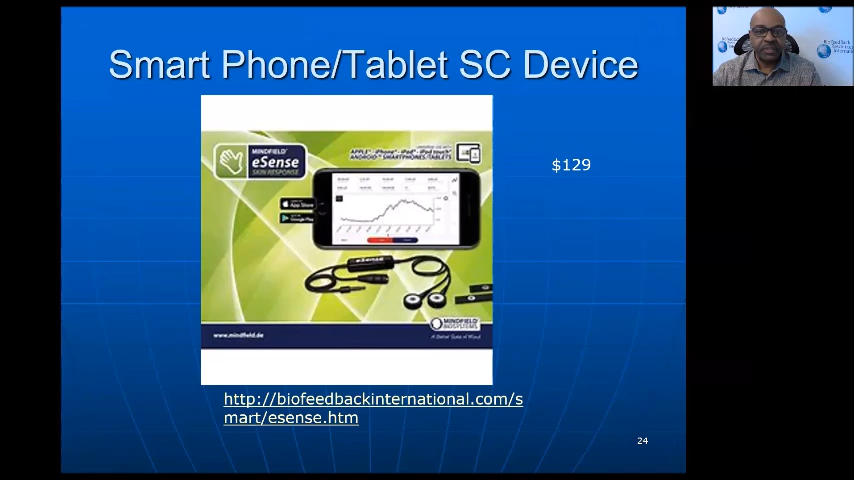 Smart Phone/Tablet SC Device
MINDFIELD
eSense
SKIN RESPONSE
APPLE · iPhone · iPad · iPod touch
ANDROID SMARTPHONES/TABLETS
App Store
Google Play
$129
eSense
MINDFIELD
BIOSYSTEMS
www.mindfield.de
A Better State of Mind
http://biofeedbackinternational.com/s
mart/esense.htm
24